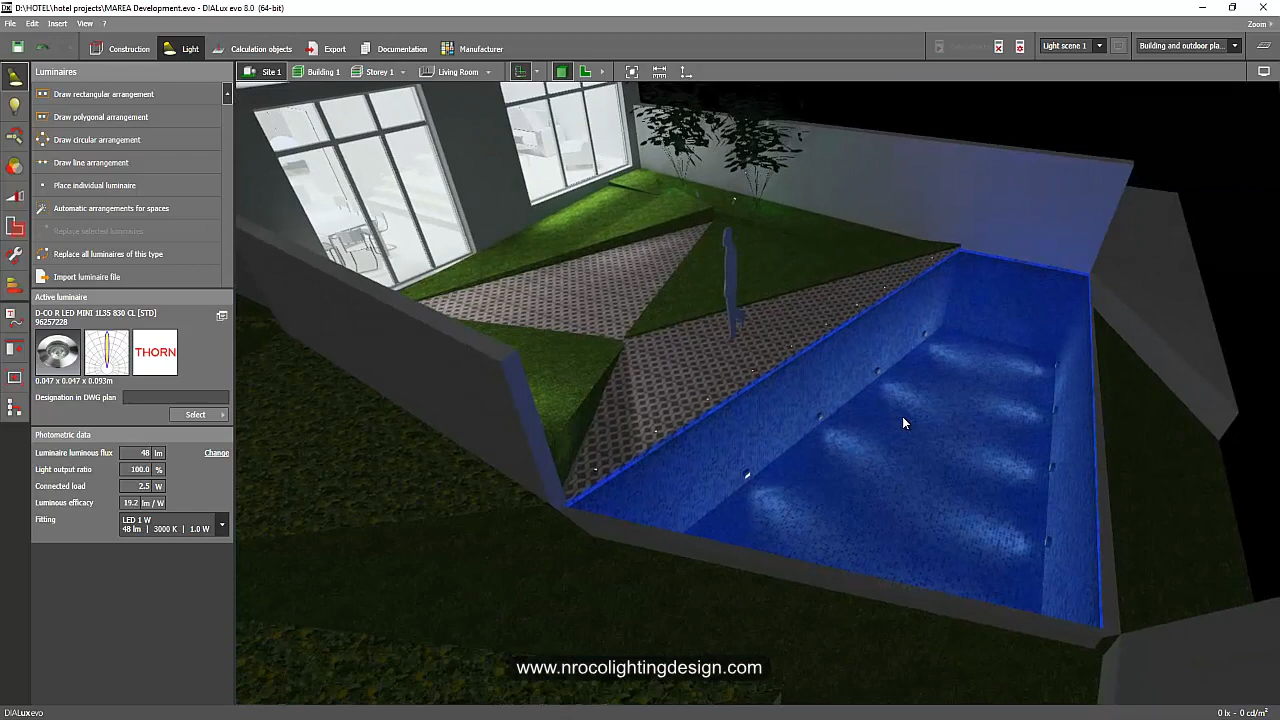 D:\HOTEL\hotel projects\MAREA Development.evo - DIALux evo 8.0 (64-bit)
File Edit Insert View ?
Zoom
Construction Light Calculation objects Export Documentation Manufacturer
Light scene 1 Building and outdoor pla...
Luminaires
Site 1 Building 1 Storey 1 Living Room
Draw rectangular arrangement
Draw polygonal arrangement
Draw circular arrangement
Draw line arrangement
Place individual luminaire
Automatic arrangements for spaces
Replace selected luminaires
Replace all luminaires of this type
Import luminaire file
Active luminaire
D-CO R LED MINI 1L35 830 CL [STD]
96257228
THORN
0.047 x 0.047 x 0.093m
Designation in DWG plan
Select
Photometric data
Luminaire luminous flux 48 lm Change
Light output ratio 100.0 %
Connected load 2.5 W
Luminous efficacy 19.2 lm / W
Fitting LED 1 W
48 lm | 3000 K | 1.0 W
www.nrocolightingdesign.com
DIALux evo
0 lx - 0 cd/m²